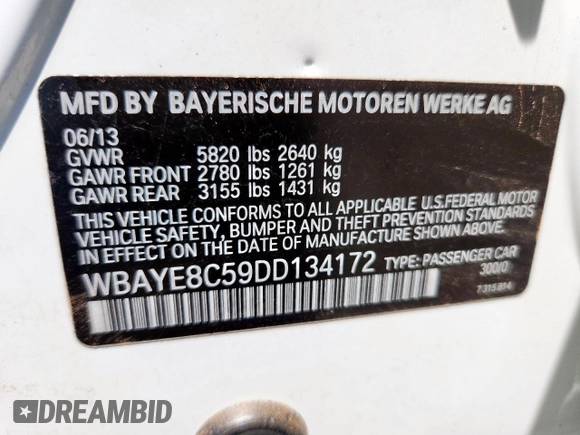 MFD BY BAYERISCHE MOTOREN WERKE AG
06/13
GVWR 5820 lbs 2640 kg
GAWR FRONT 2780 lbs 1261 kg
GAWR REAR 3155 lbs 1431 kg
THIS VEHICLE CONFORMS TO ALL APPLICABLE U.S.FEDERAL MOTOR
VEHICLE SAFETY, BUMPER AND THEFT PREVENTION STANDARDS
IN EFFECT ON THE DATE OF MANUFACTURE SHOWN ABOVE.
WBAYE8C59DD134172 TYPE: PASSENGER CAR
300/0
7315814
DREAMBID